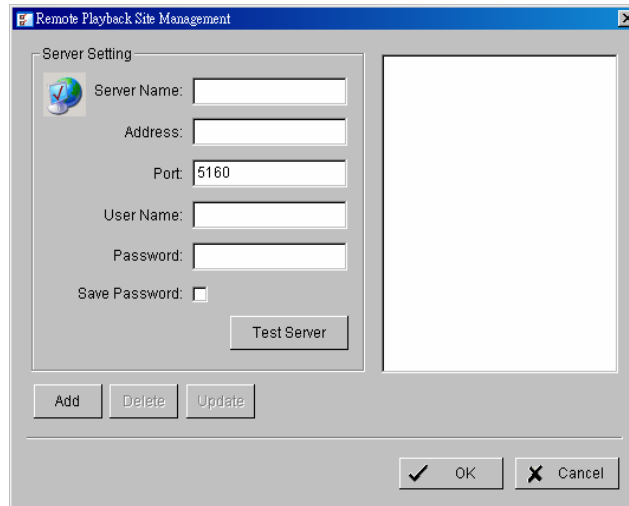 Remote Playback Site Management
Server Setting
Server Name:
Address:
Port: 5160
User Name:
Password:
Save Password:
Test Server
Add Delete Update
OK Cancel